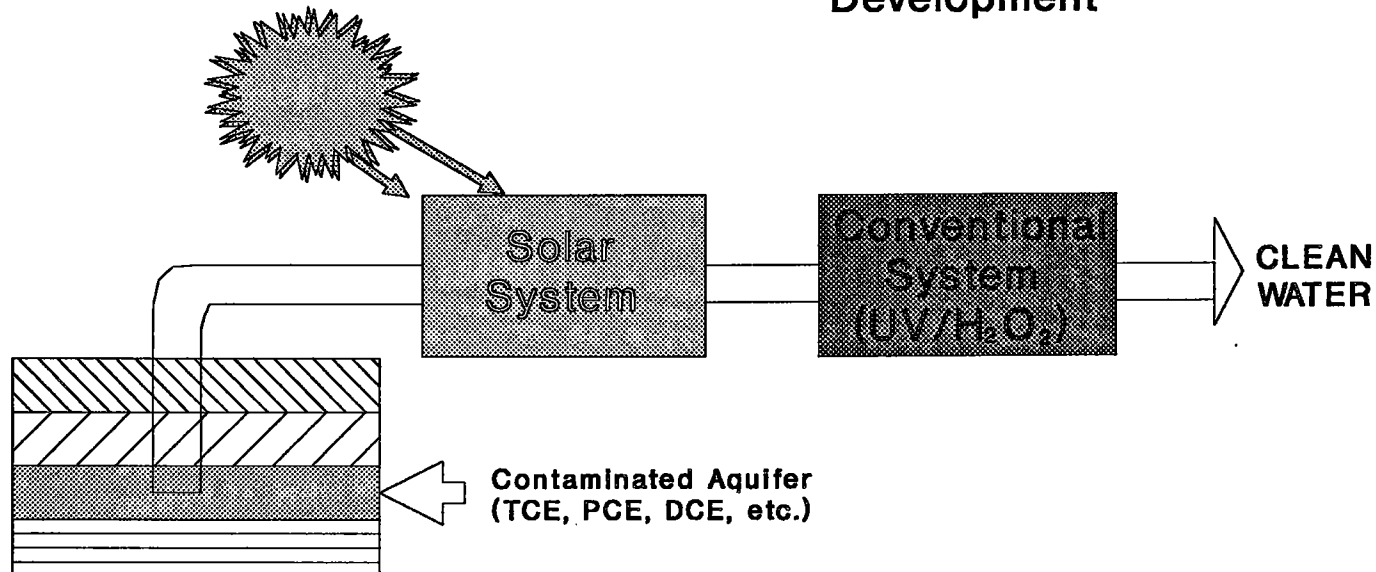 Development
Solar
System
Conventional
System
(UV/H₂O₂)
CLEAN
WATER
Contaminated Aquifer
(TCE, PCE, DCE, etc.)